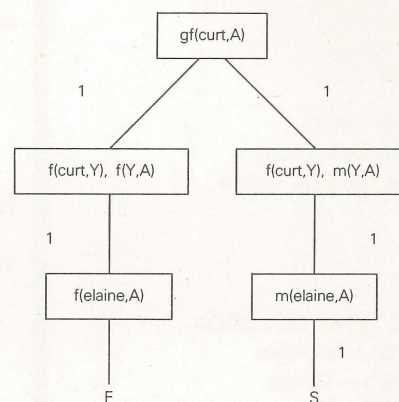 gf(curt,A)
1 1
f(curt,Y), f(Y,A) f(curt,Y), m(Y,A)
1 1
f(elaine,A) m(elaine,A)
1
F S